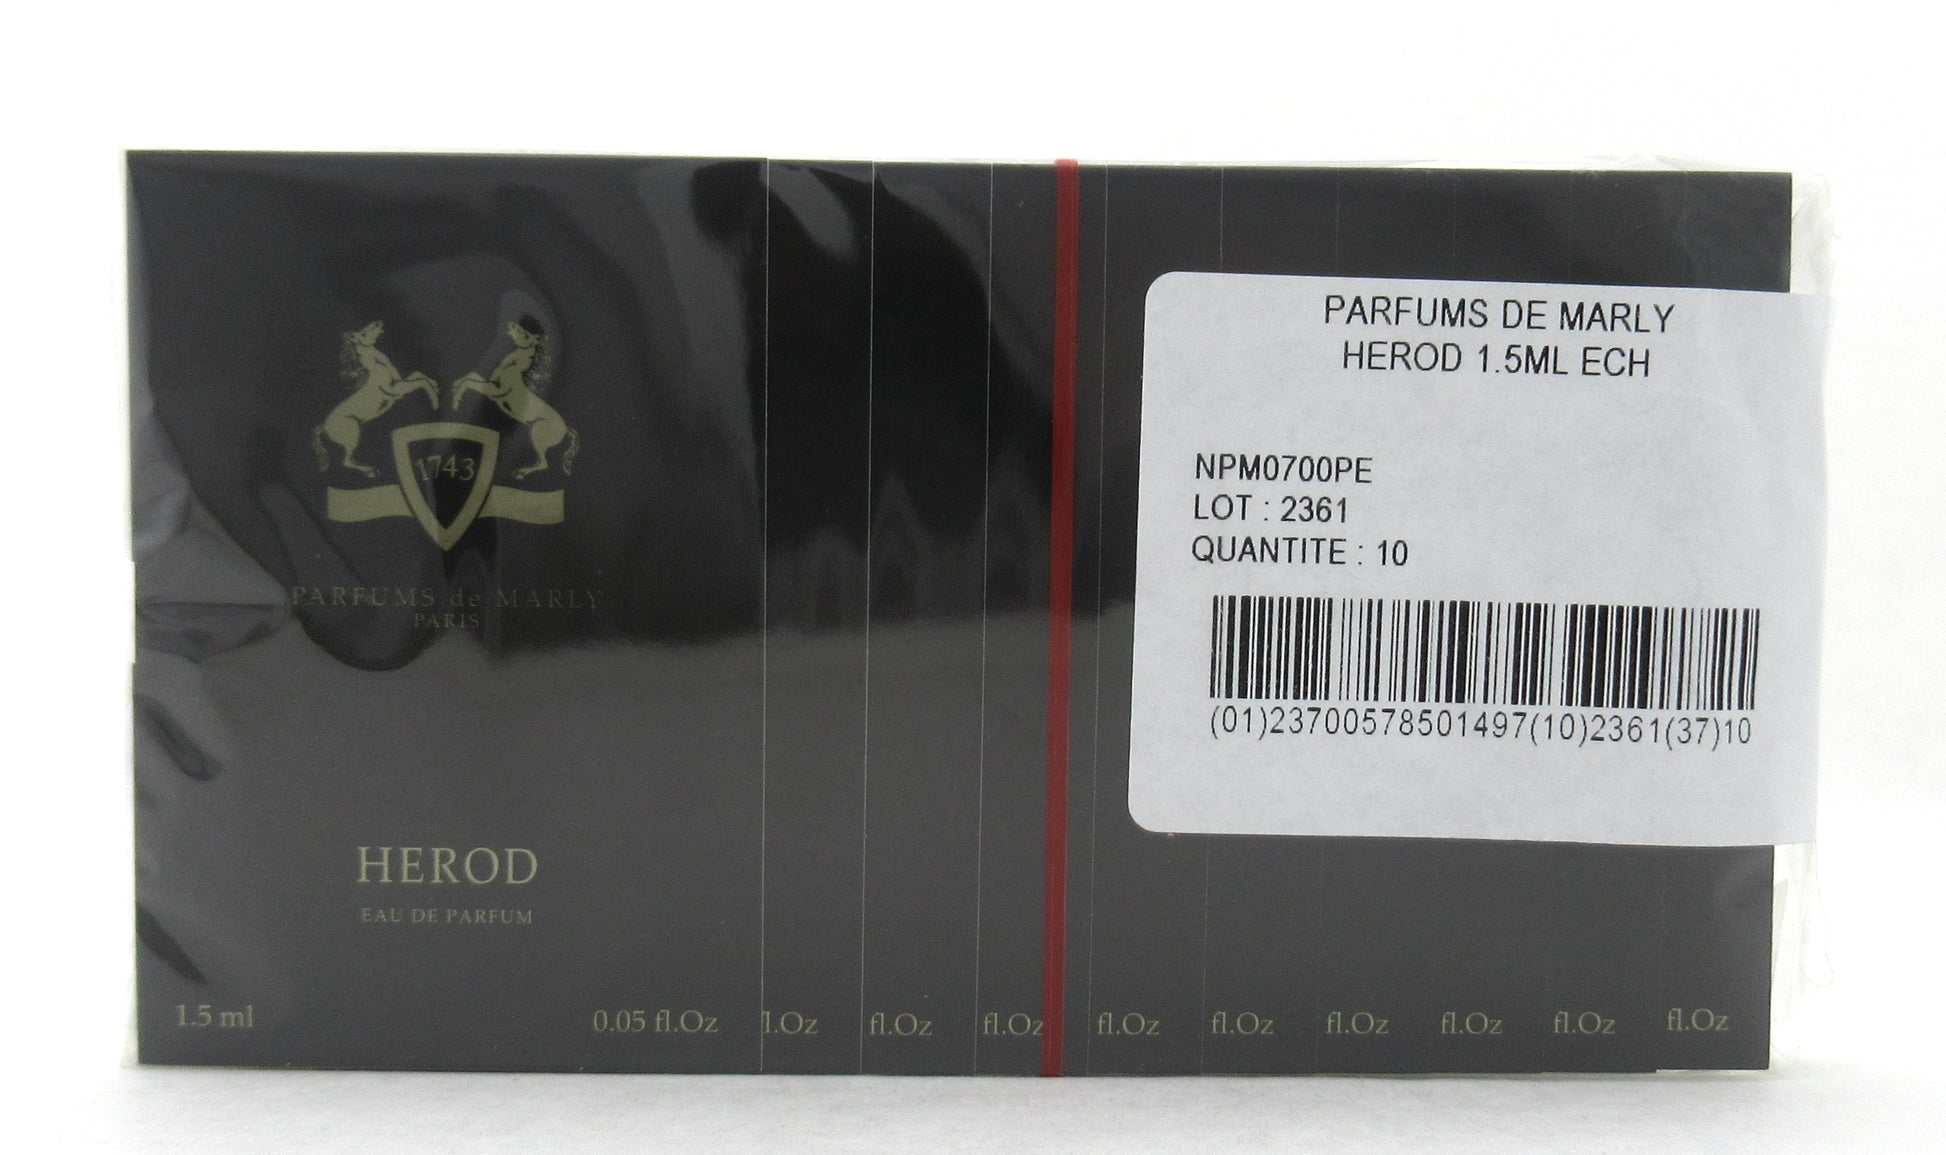 1743
PARFUMS de MARLY
PARIS
HEROD
EAU DE PARFUM
1.5 ml
0.05 fl.Oz
l.Oz
fl.Oz
fl.Oz
fl.Oz
fl.Oz
fl.Oz
fl.Oz
fl.Oz
fl.Oz
PARFUMS DE MARLY
HEROD 1.5ML ECH
NPM0700PE
LOT : 2361
QUANTITE : 10
(01)23700578501497(10)2361(37)10